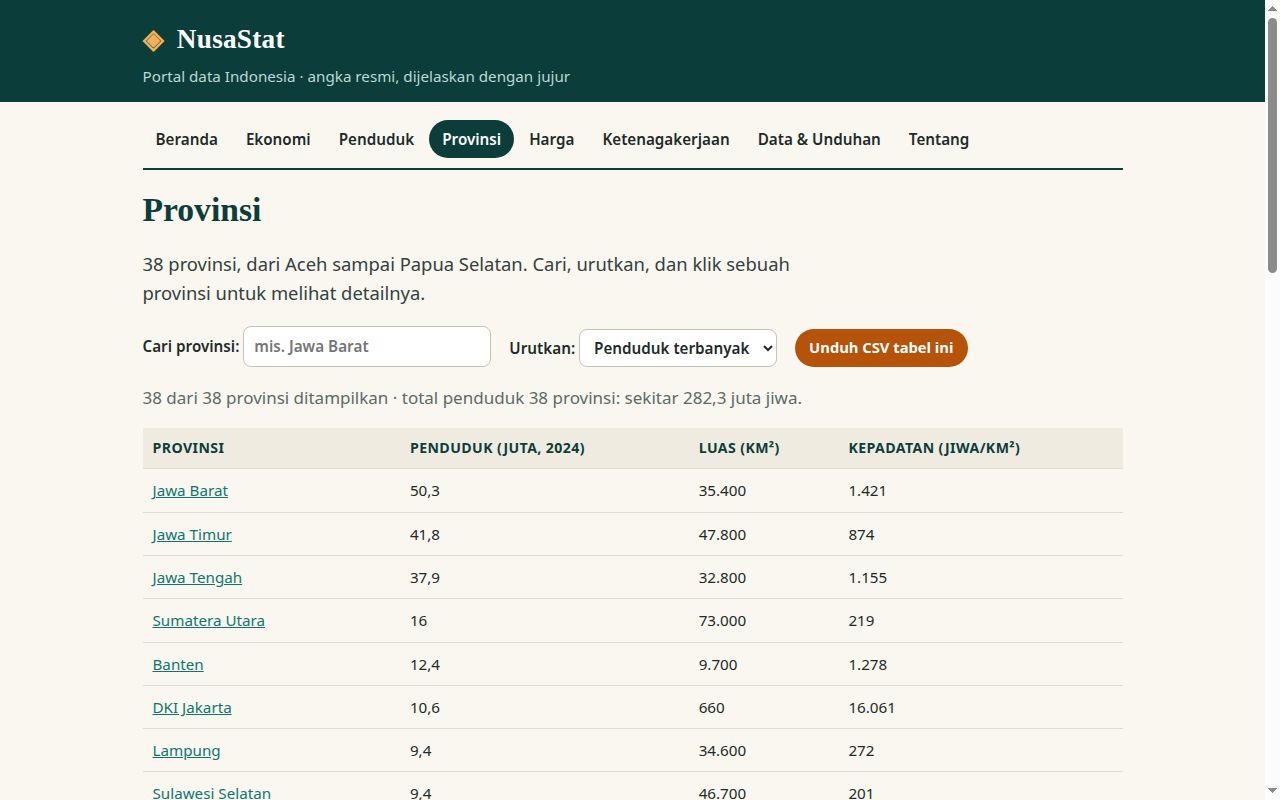 NusaStat
Portal data Indonesia · angka resmi, dijelaskan dengan jujur
Beranda Ekonomi Penduduk Provinsi Harga Ketenagakerjaan Data & Unduhan Tentang
Provinsi
38 provinsi, dari Aceh sampai Papua Selatan. Cari, urutkan, dan klik sebuah
provinsi untuk melihat detailnya.
Cari provinsi: mis. Jawa Barat Urutkan: Penduduk terbanyak Unduh CSV tabel ini
38 dari 38 provinsi ditampilkan · total penduduk 38 provinsi: sekitar 282,3 juta jiwa.
PROVINSI PENDUDUK (JUTA, 2024) LUAS (KM²) KEPADATAN (JIWA/KM²)
Jawa Barat 50,3 35.400 1.421
Jawa Timur 41,8 47.800 874
Jawa Tengah 37,9 32.800 1.155
Sumatera Utara 16 73.000 219
Banten 12,4 9.700 1.278
DKI Jakarta 10,6 660 16.061
Lampung 9,4 34.600 272
Sulawesi Selatan 9,4 46.700 201